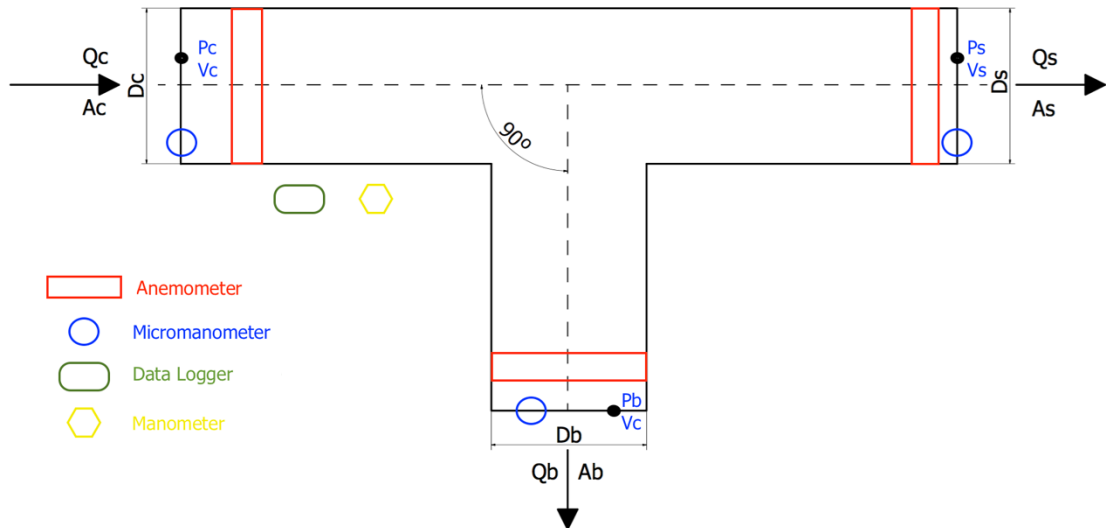 Qc
Ac
Dc
Pc
Vc
90º
Ps
Vs
Ds
Qs
As
Anemometer
Micromanometer
Data Logger
Manometer
Pb
Vc
Db
Qb
Ab